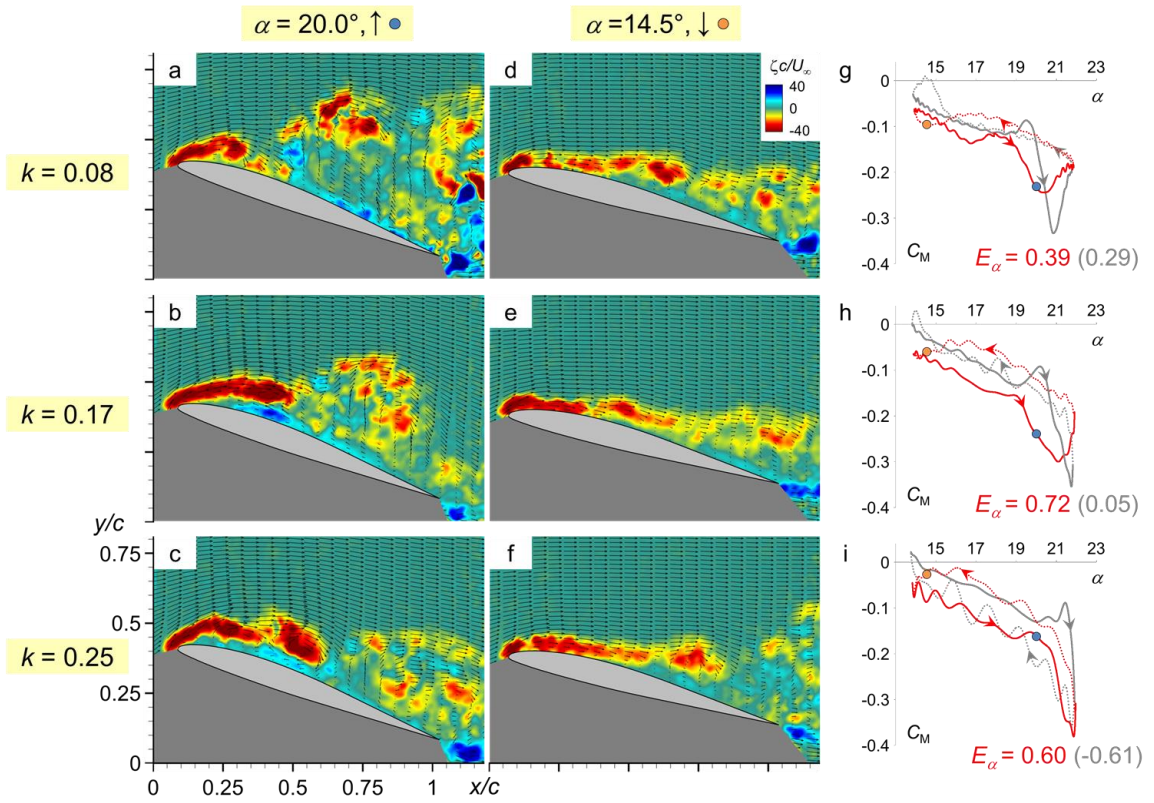 α = 20.0°, ↑
α =14.5°, ↓
a
d
ζc/U∞
40
0
-40
g
15 17 19 21 23
α
0
-0.1
-0.2
-0.3
-0.4
CM
Eα = 0.39 (0.29)
k = 0.08
b
e
h
15 17 19 21 23
α
0
-0.1
-0.2
-0.3
-0.4
CM
Eα = 0.72 (0.05)
k = 0.17
y/c
c
f
i
15 17 19 21 23
α
0
-0.1
-0.2
-0.3
-0.4
CM
Eα = 0.60 (-0.61)
k = 0.25
0.75
0.5
0.25
0
0 0.25 0.5 0.75 1 x/c